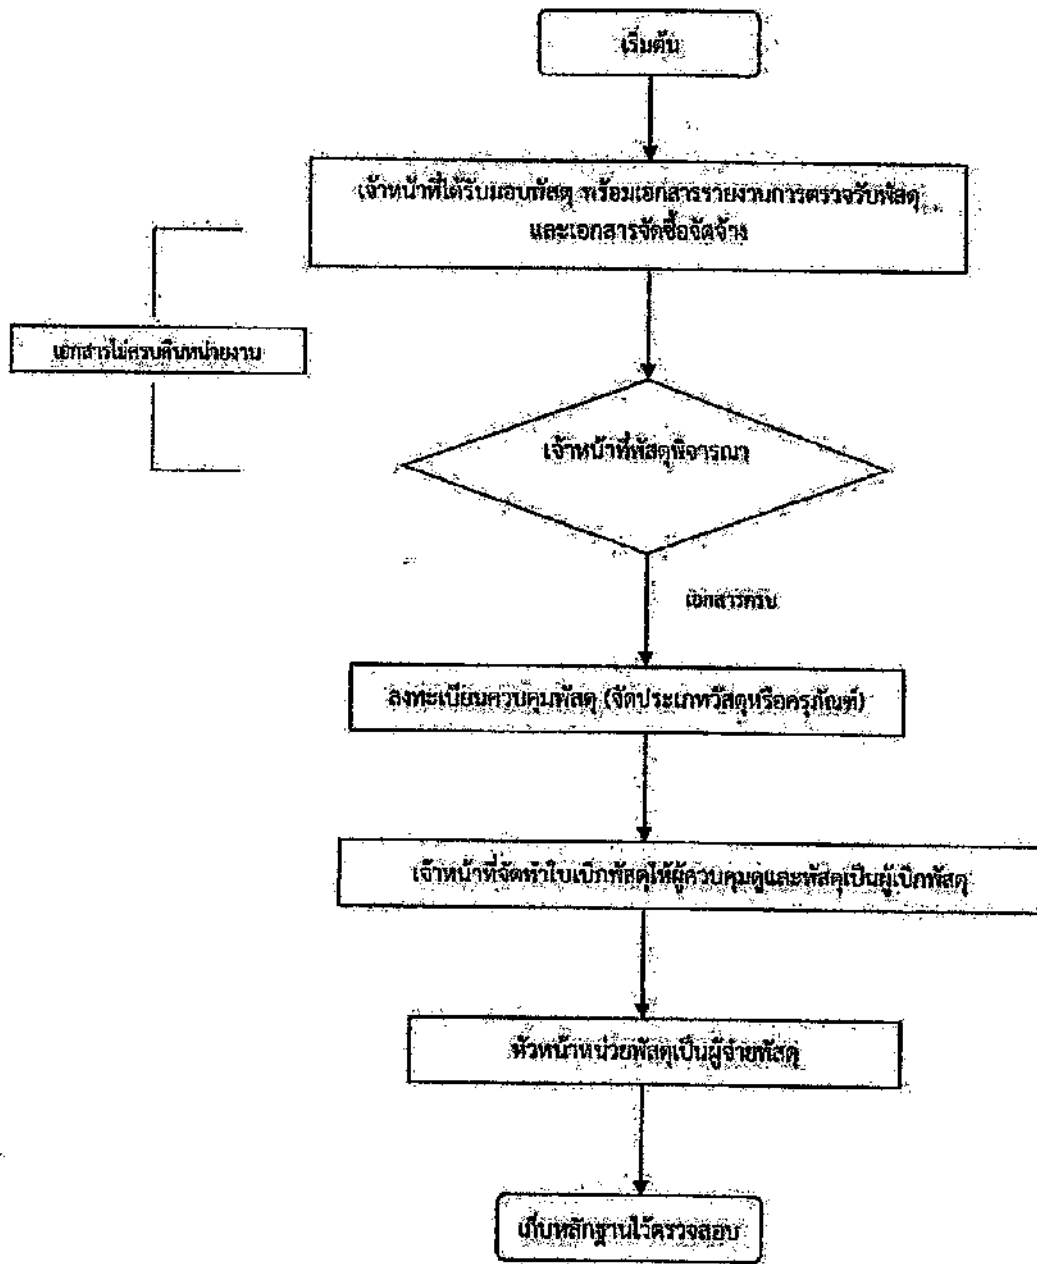 เริ่มต้น
เจ้าหน้าที่ได้รับมอบพัสดุ พร้อมเอกสารรายงานการตรวจรับพัสดุ
และเอกสารจัดซื้อจัดจ้าง
เอกสารไม่ครบคืนหน่วยงาน
เจ้าหน้าที่พัสดุพิจารณา
เอกสารครบ
ลงทะเบียนควบคุมพัสดุ (จัดประเภทวัสดุหรือครุภัณฑ์)
เจ้าหน้าที่จัดทำใบเบิกพัสดุให้ผู้ควบคุมดูแลพัสดุเป็นผู้เบิกพัสดุ
หัวหน้าหน่วยพัสดุเป็นผู้จ่ายพัสดุ
เก็บหลักฐานไว้ตรวจสอบ